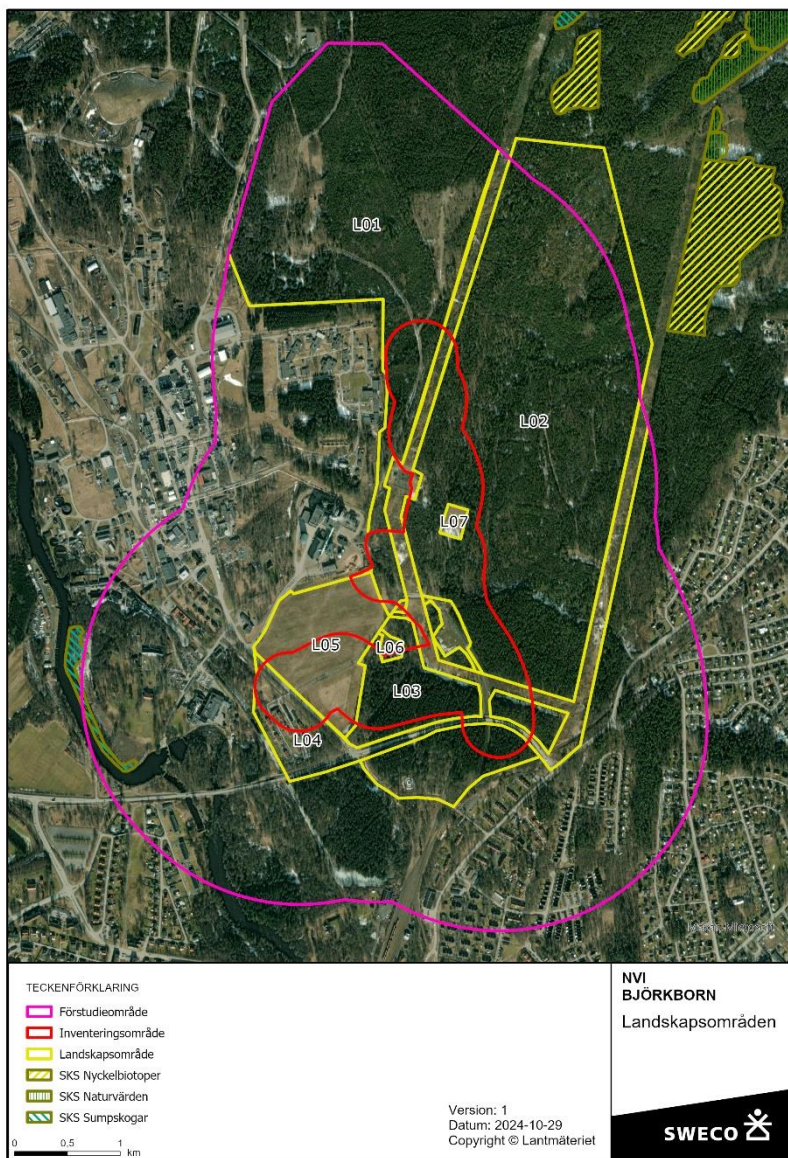 L01
L02
L07
L05
L06
L03
L04
TECKENFÖRKLARING
Förstudieområde
Inventeringsområde
Landskapsområde
SKS Nyckelbiotoper
SKS Naturvärden
SKS Sumpskogar
0 0,5 1
km
Version: 1
Datum: 2024-10-29
Copyright © Lantmäteriet
NVI
BJÖRKBORN
Landskapsområden
SWECO